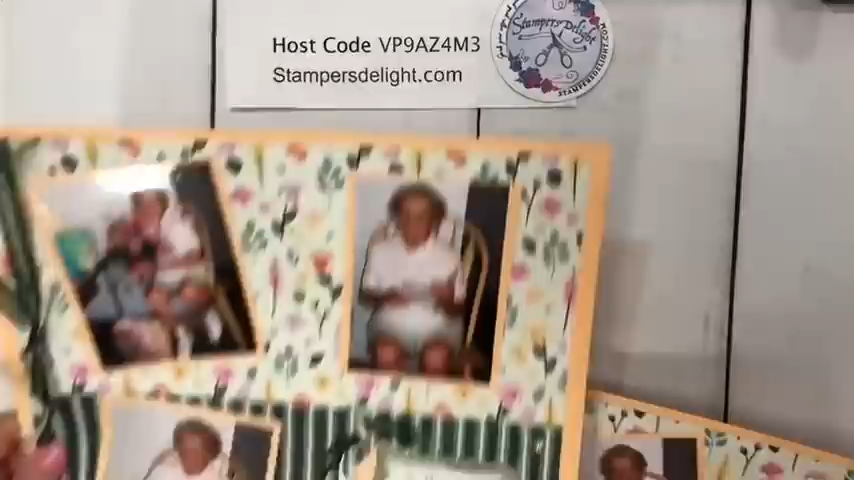 Host Code VP9AZ4M3
Stampersdelight.com
Stampers Delight
STAMPERSDELIGHT.COM